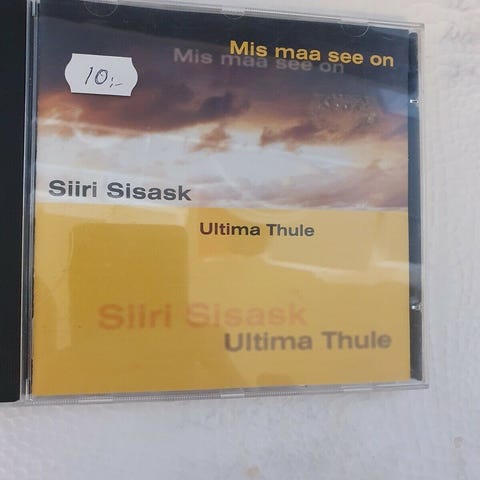 Mis maa see on
Mis maa see on
10,-
Siiri Sisask
Ultima Thule
Siiri Sisask
Ultima Thule